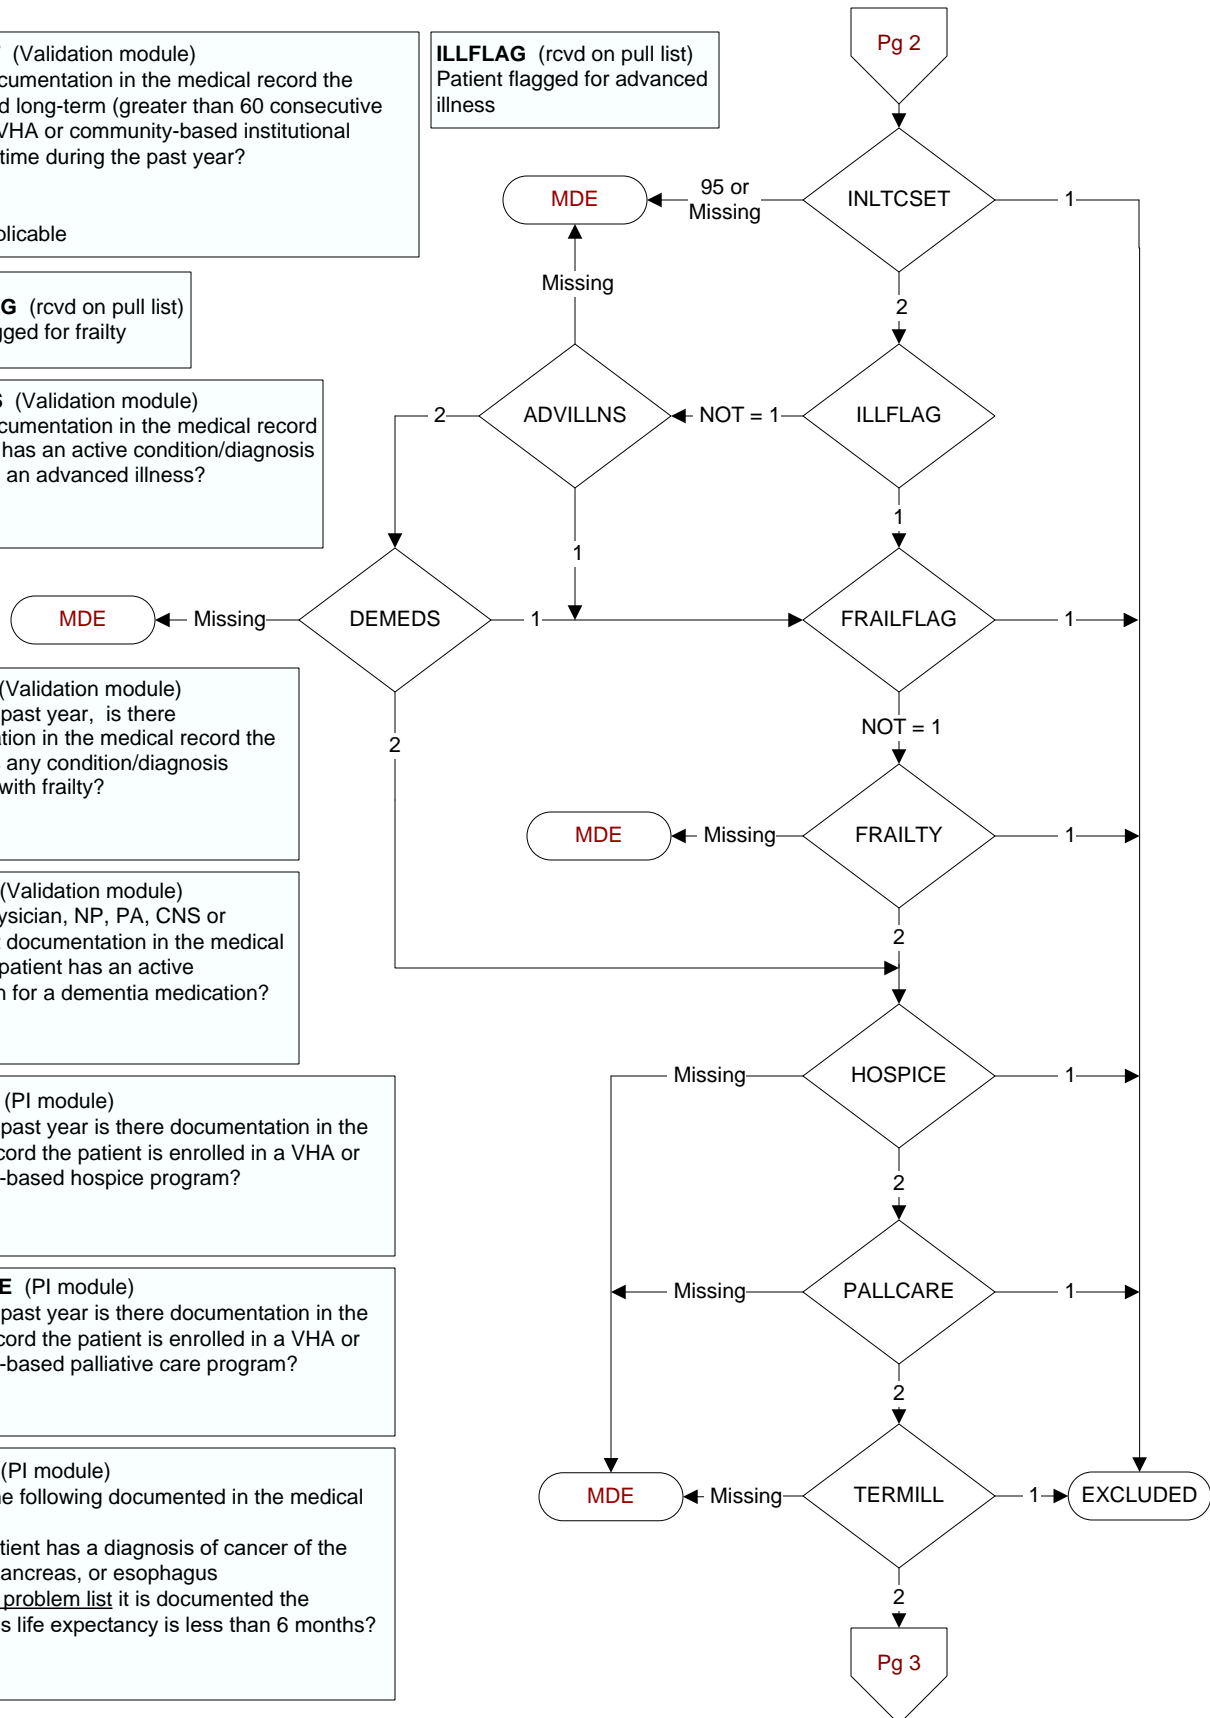 (Validation module)
cumentation in the medical record the
d long-term (greater than 60 consecutive
VHA or community-based institutional
time during the past year?
plicable
ILLFLAG (rcvd on pull list)
Patient flagged for advanced
illness
G (rcvd on pull list)
gged for frailty
S (Validation module)
cumentation in the medical record
has an active condition/diagnosis
an advanced illness?
(Validation module)
past year, is there
ation in the medical record the
s any condition/diagnosis
with frailty?
(Validation module)
ysician, NP, PA, CNS or
t documentation in the medical
patient has an active
n for a dementia medication?
(PI module)
past year is there documentation in the
cord the patient is enrolled in a VHA or
-based hospice program?
E (PI module)
past year is there documentation in the
cord the patient is enrolled in a VHA or
-based palliative care program?
(PI module)
he following documented in the medical
tient has a diagnosis of cancer of the
ancreas, or esophagus
problem list it is documented the
s life expectancy is less than 6 months?
Pg 2
MDE
95 or
Missing
INLTCSET
1
Missing
2
2
ADVILLNS
NOT = 1
ILLFLAG
1
1
MDE
Missing
DEMEDS
1
FRAILFLAG
1
2
NOT = 1
MDE
Missing
FRAILTY
1
2
Missing
HOSPICE
1
2
Missing
PALLCARE
1
2
MDE
Missing
TERMILL
1
EXCLUDED
2
Pg 3